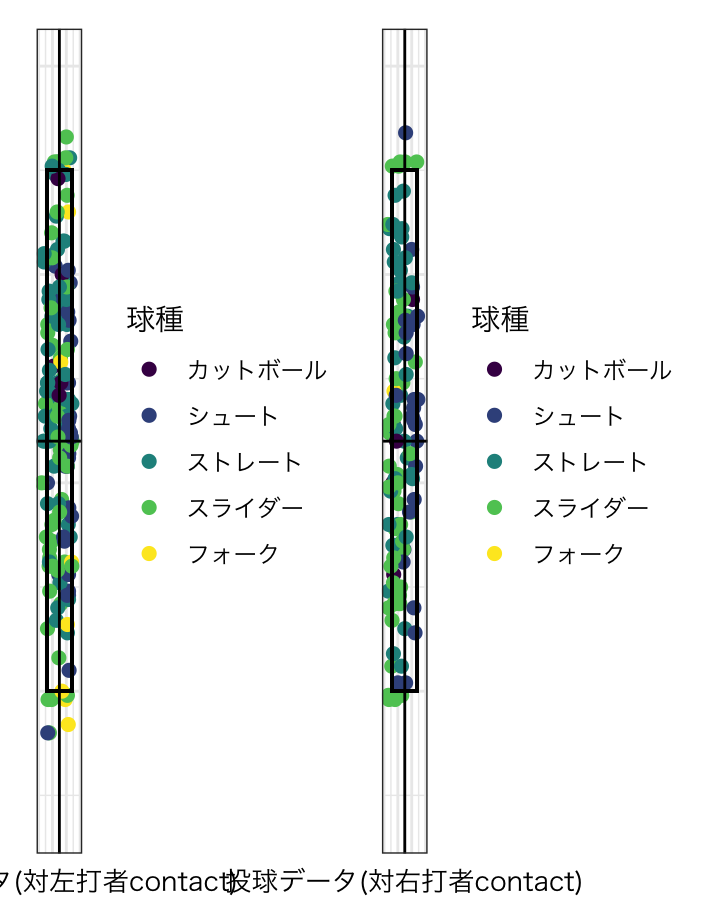 球種
カットボール
シュート
ストレート
スライダー
フォーク
球種
カットボール
シュート
ストレート
スライダー
フォーク
タ(対左打者contact)
投球データ(対右打者contact)